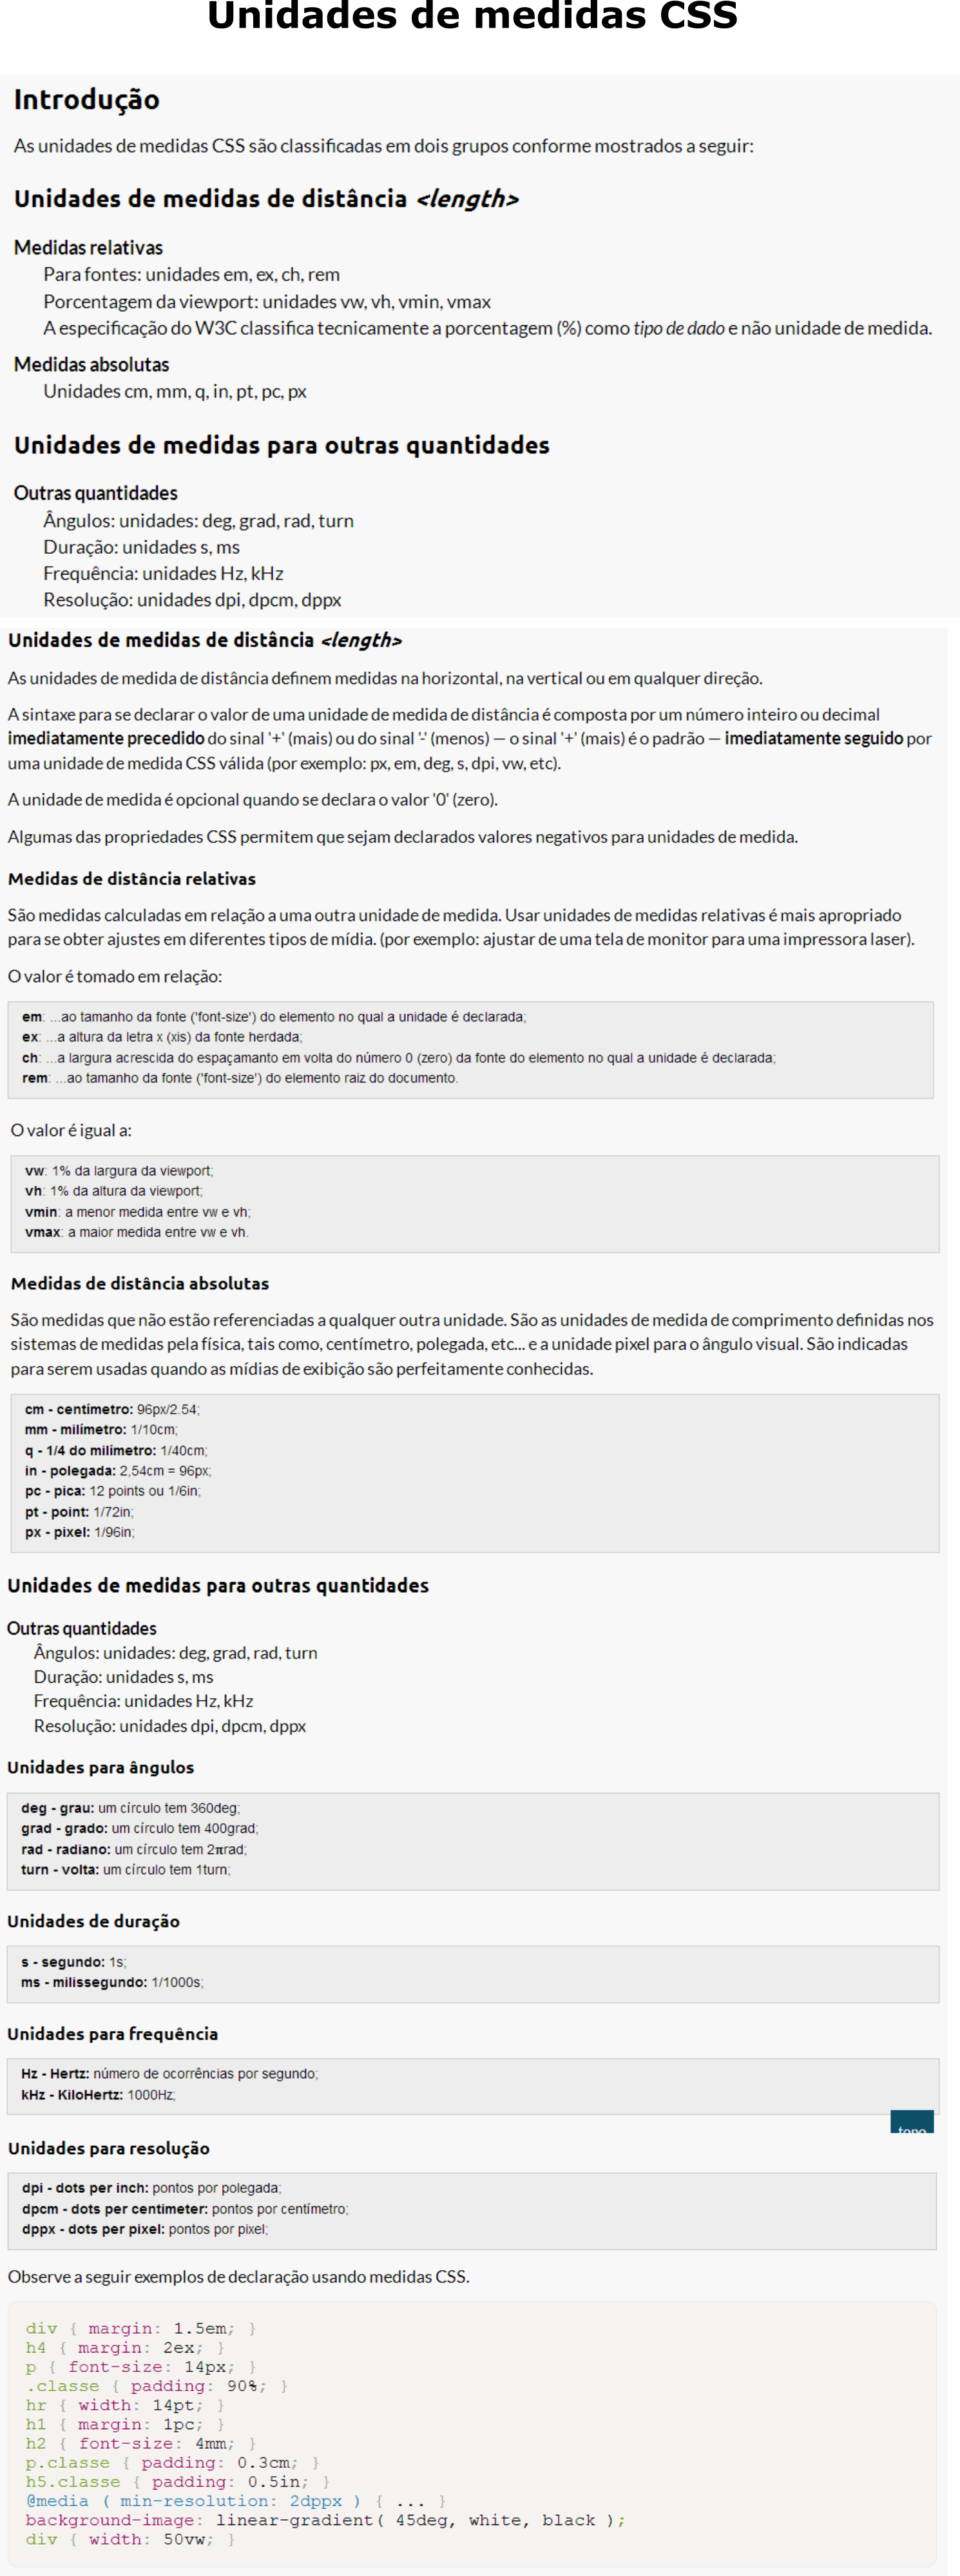 Unidades de medidas CSS
Introdução
As unidades de medidas CSS são classificadas em dois grupos conforme mostrados a seguir:
Unidades de medidas de distância <length>
Medidas relativas
Para fontes: unidades em, ex, ch, rem
Porcentagem da viewport: unidades vw, vh, vmin, vmax
A especificação do W3C classifica tecnicamente a porcentagem (%) como tipo de dado e não unidade de medida.
Medidas absolutas
Unidades cm, mm, q, in, pt, pc, px
Unidades de medidas para outras quantidades
Outras quantidades
Ângulos: unidades: deg, grad, rad, turn
Duração: unidades s, ms
Frequência: unidades Hz, kHz
Resolução: unidades dpi, dpcm, dppx
Unidades de medidas de distância <length>
As unidades de medida de distância definem medidas na horizontal, na vertical ou em qualquer direção.
A sintaxe para se declarar o valor de uma unidade de medida de distância é composta por um número inteiro ou decimal
imediatamente precedido do sinal '+' (mais) ou do sinal '-' (menos) — o sinal '+' (mais) é o padrão — imediatamente seguido por
uma unidade de medida CSS válida (por exemplo: px, em, deg, s, dpi, vw, etc).
A unidade de medida é opcional quando se declara o valor '0' (zero).
Algumas das propriedades CSS permitem que sejam declarados valores negativos para unidades de medida.
Medidas de distância relativas
São medidas calculadas em relação a uma outra unidade de medida. Usar unidades de medidas relativas é mais apropriado
para se obter ajustes em diferentes tipos de mídia. (por exemplo: ajustar de uma tela de monitor para uma impressora laser).
O valor é tomado em relação:
em: ...ao tamanho da fonte ('font-size') do elemento no qual a unidade é declarada;
ex: ...a altura da letra x (xis) da fonte herdada;
ch: ...a largura acrescida do espaçamanto em volta do número 0 (zero) da fonte do elemento no qual a unidade é declarada;
rem: ...ao tamanho da fonte ('font-size') do elemento raiz do documento.
O valor é igual a:
vw: 1% da largura da viewport;
vh: 1% da altura da viewport;
vmin: a menor medida entre vw e vh;
vmax: a maior medida entre vw e vh.
Medidas de distância absolutas
São medidas que não estão referenciadas a qualquer outra unidade. São as unidades de medida de comprimento definidas nos
sistemas de medidas pela física, tais como, centímetro, polegada, etc... e a unidade pixel para o ângulo visual. São indicadas
para serem usadas quando as mídias de exibição são perfeitamente conhecidas.
cm - centímetro: 96px/2.54;
mm - milímetro: 1/10cm;
q - 1/4 do milímetro: 1/40cm;
in - polegada: 2,54cm = 96px;
pc - pica: 12 points ou 1/6in;
pt - point: 1/72in;
px - pixel: 1/96in;
Unidades de medidas para outras quantidades
Outras quantidades
Ângulos: unidades: deg, grad, rad, turn
Duração: unidades s, ms
Frequência: unidades Hz, kHz
Resolução: unidades dpi, dpcm, dppx
Unidades para ângulos
deg - grau: um círculo tem 360deg;
grad - grado: um círculo tem 400grad;
rad - radiano: um círculo tem 2πrad;
turn - volta: um círculo tem 1turn;
Unidades de duração
s - segundo: 1s;
ms - milissegundo: 1/1000s;
Unidades para frequência
Hz - Hertz: número de ocorrências por segundo;
kHz - KiloHertz: 1000Hz;
Unidades para resolução
dpi - dots per inch: pontos por polegada;
dpcm - dots per centimeter: pontos por centímetro;
dppx - dots per pixel: pontos por pixel;
Observe a seguir exemplos de declaração usando medidas CSS.
div { margin: 1.5em; }
h4 { margin: 2ex; }
p { font-size: 14px; }
.classe { padding: 90%; }
hr { width: 14pt; }
h1 { margin: 1pc; }
h2 { font-size: 4mm; }
p.classe { padding: 0.3cm; }
h5.classe { padding: 0.5in; }
@media ( min-resolution: 2dppx ) { ... }
background-image: linear-gradient( 45deg, white, black );
div { width: 50vw; }